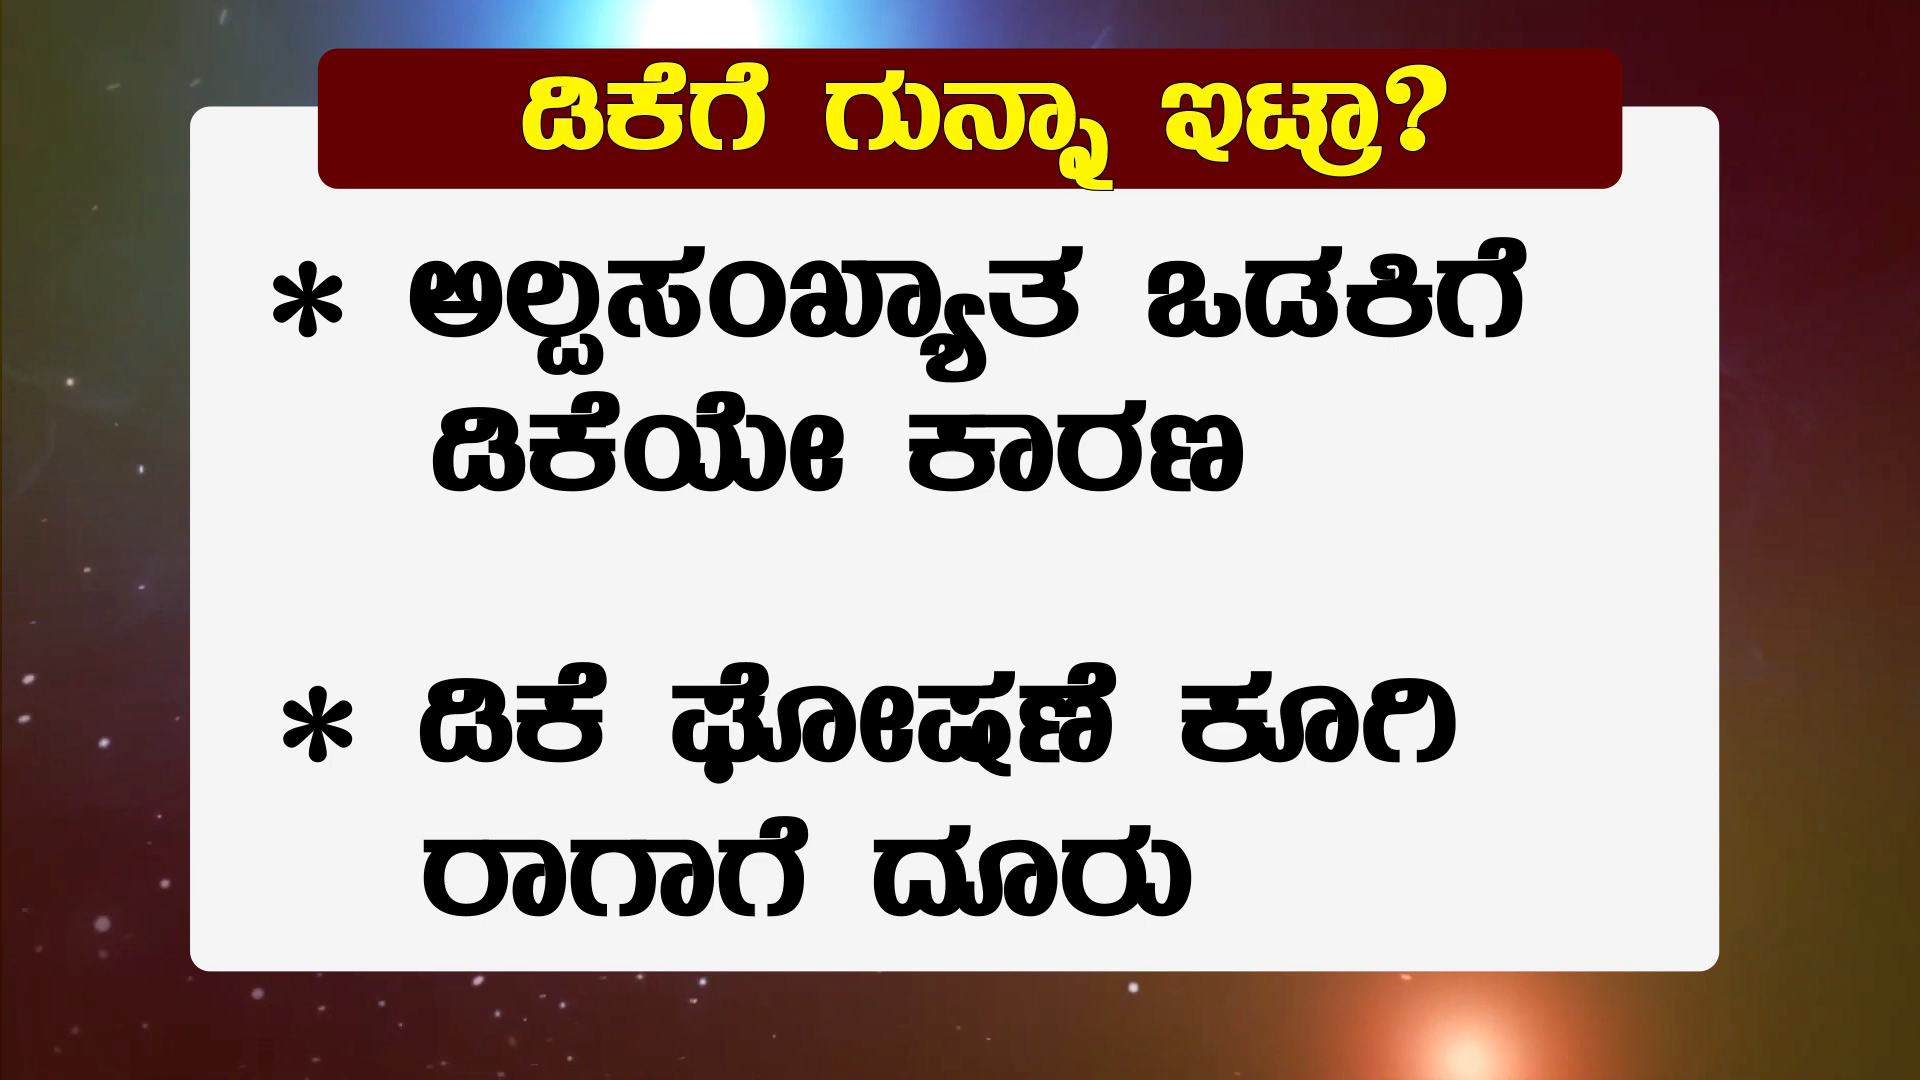 ಡಿಕೆಗೆ ಗುನ್ನಾ ಇಟ್ರಾ?
* ಅಲ್ಪಸಂಖ್ಯಾತ ಒಡಕಿಗೆ
ಡಿಕೆಯೇ ಕಾರಣ
* ಡಿಕೆ ಘೋಷಣೆ ಕೂಗಿ
ರಾಗಾಗೆ ದೂರು